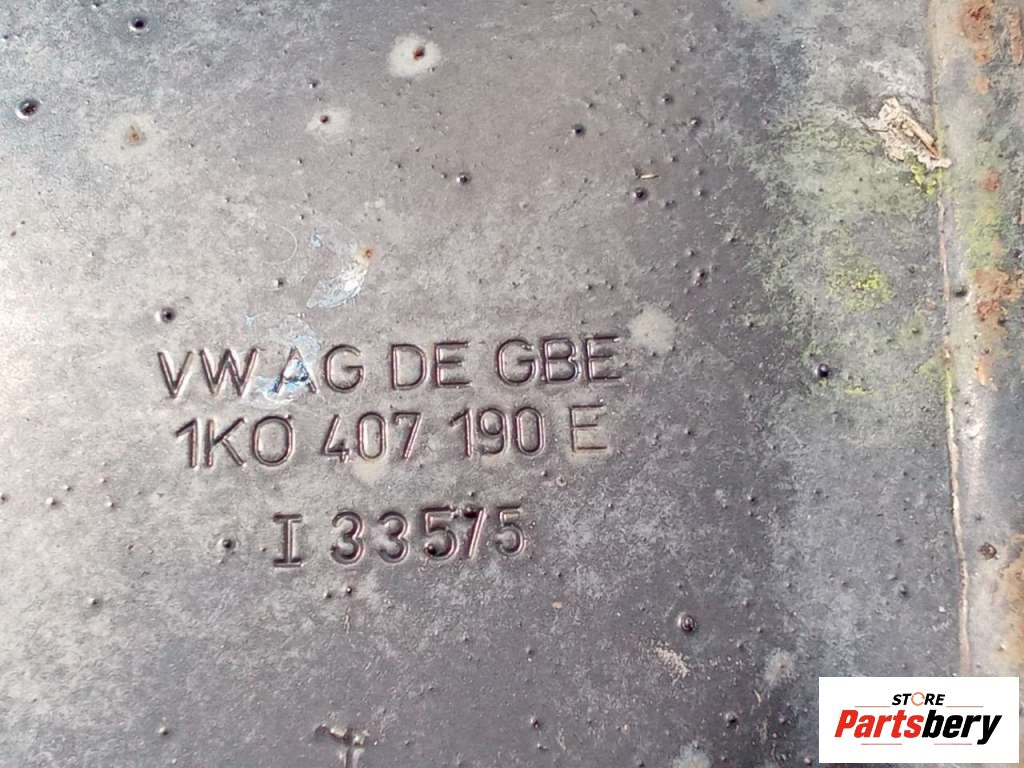 VW AG DE GBE
1K0 407 190 E
I 33575
STORE
Partsbery